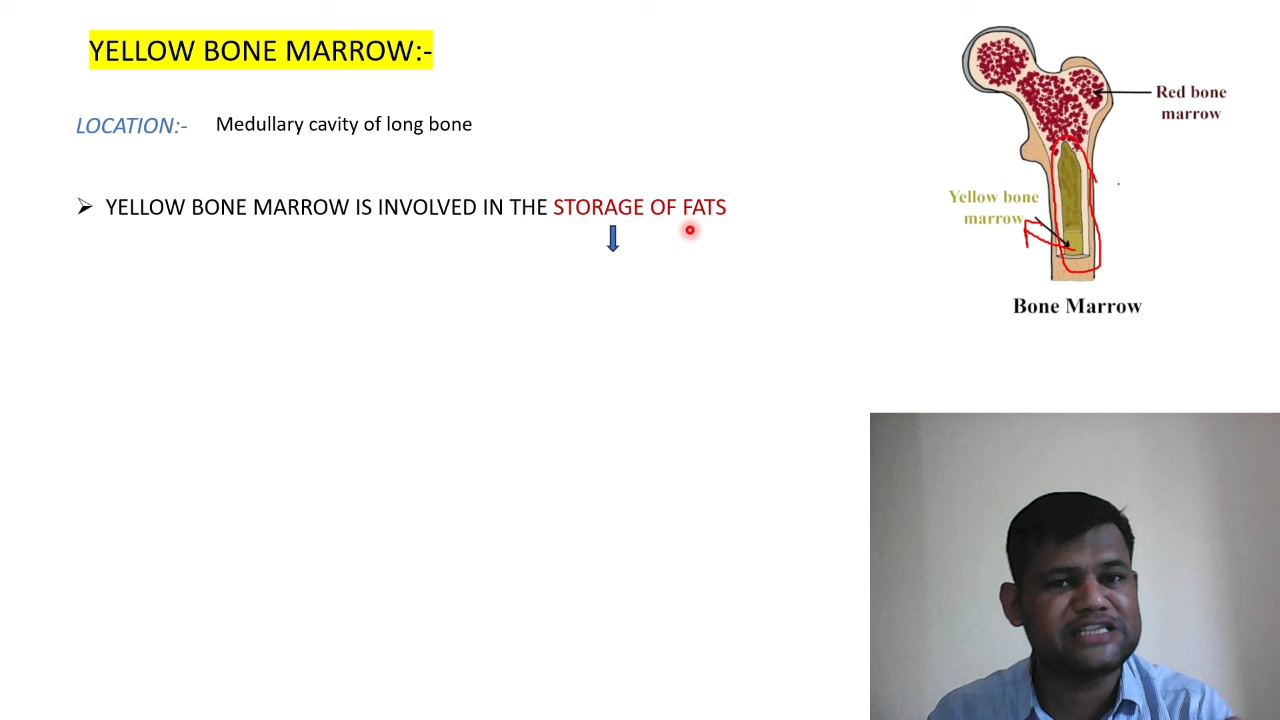 YELLOW BONE MARROW:-
LOCATION:- Medullary cavity of long bone
YELLOW BONE MARROW IS INVOLVED IN THE STORAGE OF FATS
Red bone
marrow
Yellow bone
marrow
Bone Marrow